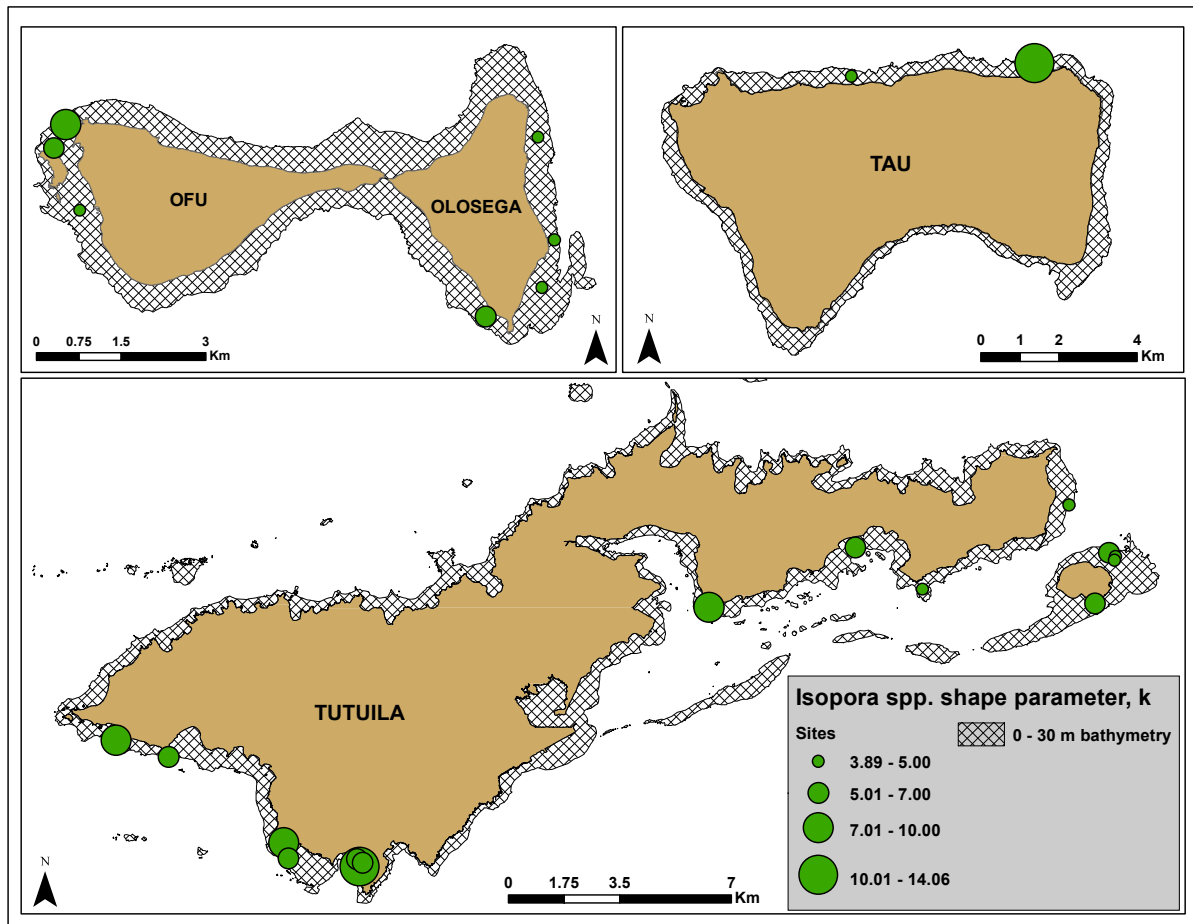 OFU
OLOSEGA
N
0 0.75 1.5 3
Km
TAU
N
0 1 2 4
Km
TUTUILA
N
0 1.75 3.5 7
Km
Isopora spp. shape parameter, k
Sites
0 - 30 m bathymetry
3.89 - 5.00
5.01 - 7.00
7.01 - 10.00
10.01 - 14.06